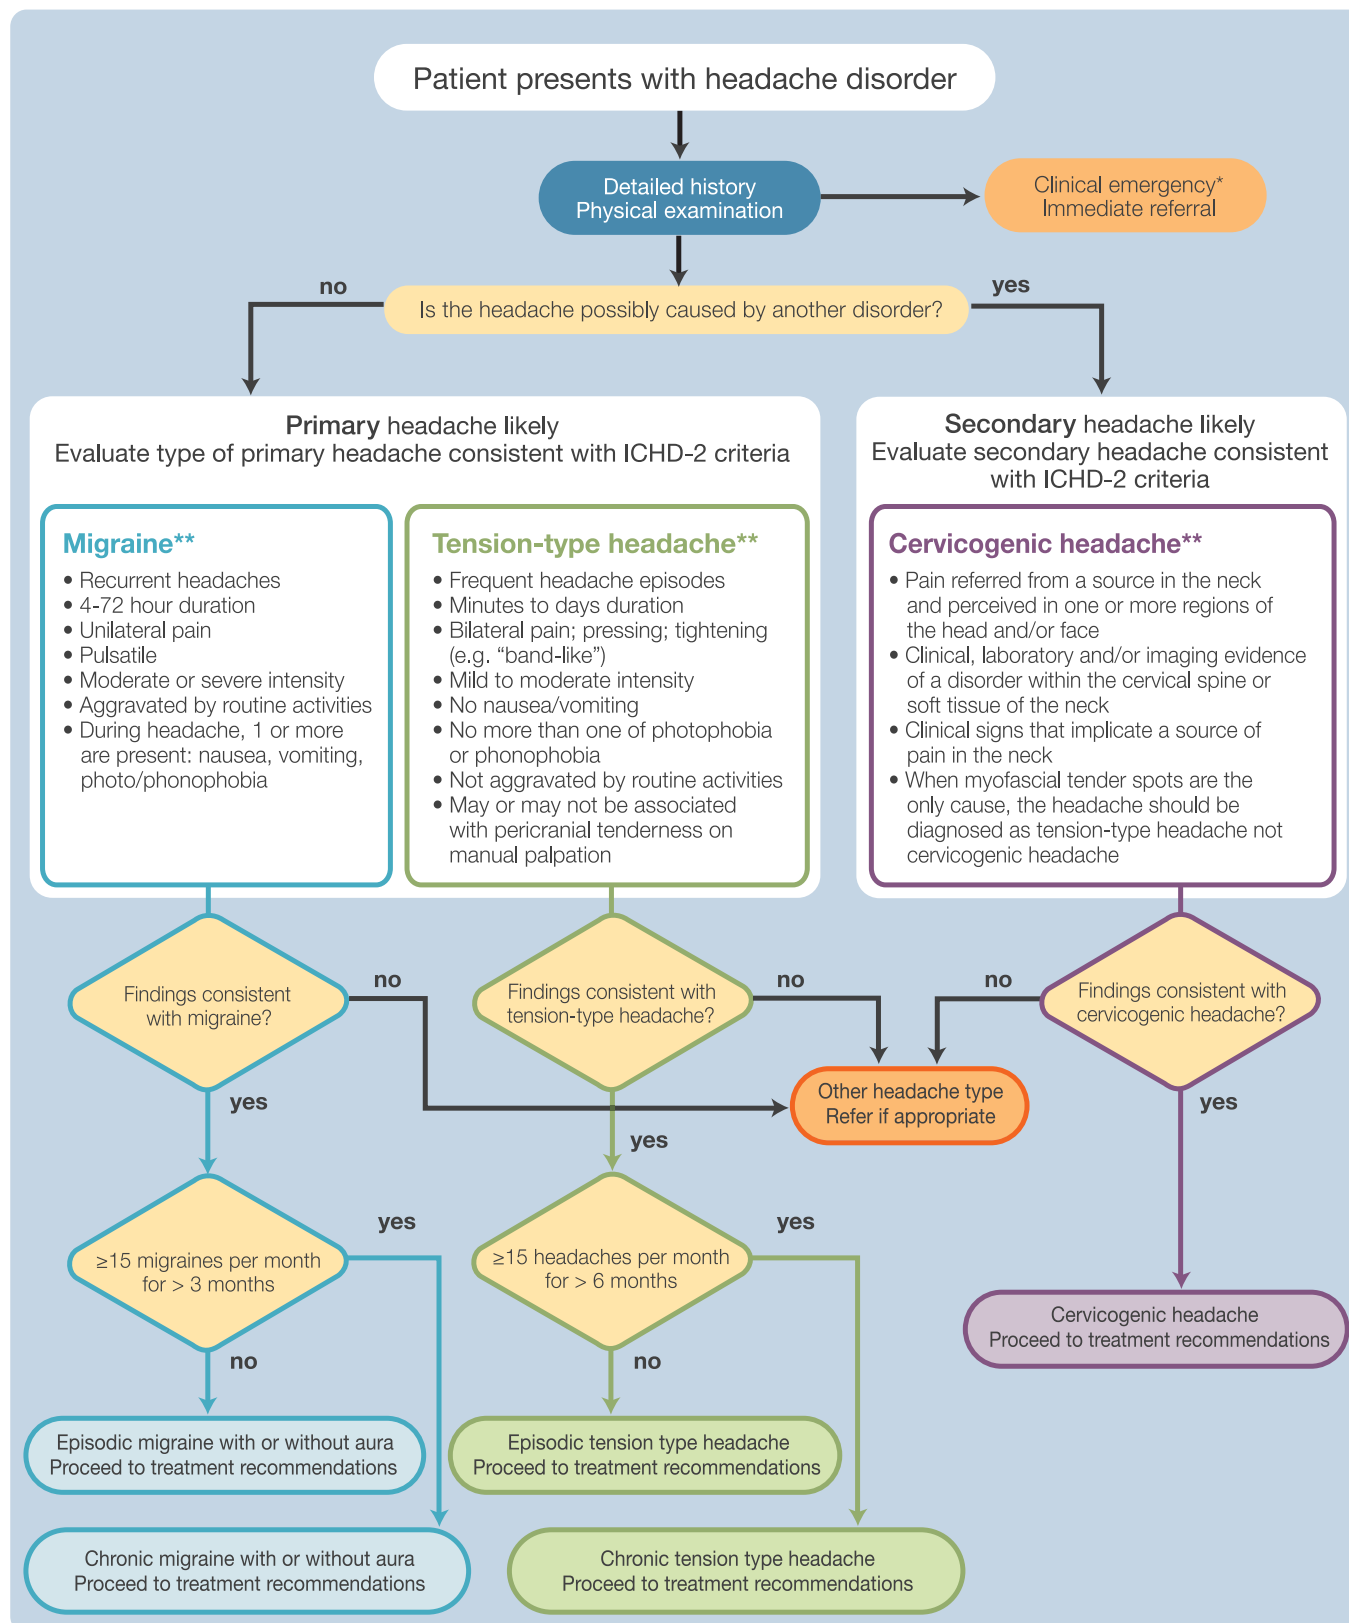 Patient presents with headache disorder
Detailed history
Physical examination
Clinical emergency*
Immediate referral
no
yes
Is the headache possibly caused by another disorder?
Primary headache likely
Evaluate type of primary headache consistent with ICHD-2 criteria
Secondary headache likely
Evaluate secondary headache consistent
with ICHD-2 criteria
Migraine**
• Recurrent headaches
• 4-72 hour duration
• Unilateral pain
• Pulsatile
• Moderate or severe intensity
• Aggravated by routine activities
• During headache, 1 or more
are present: nausea, vomiting,
photo/phonophobia
Tension-type headache**
• Frequent headache episodes
• Minutes to days duration
• Bilateral pain; pressing; tightening
(e.g. “band-like”)
• Mild to moderate intensity
• No nausea/vomiting
• No more than one of photophobia
or phonophobia
• Not aggravated by routine activities
• May or may not be associated
with pericranial tenderness on
manual palpation
Cervicogenic headache**
• Pain referred from a source in the neck
and perceived in one or more regions of
the head and/or face
• Clinical, laboratory and/or imaging evidence
of a disorder within the cervical spine or
soft tissue of the neck
• Clinical signs that implicate a source of
pain in the neck
• When myofascial tender spots are the
only cause, the headache should be
diagnosed as tension-type headache not
cervicogenic headache
Findings consistent
with migraine?
no
Findings consistent with
tension-type headache?
no
no
Findings consistent with
cervicogenic headache?
Other headache type
Refer if appropriate
yes
yes
yes
≥15 migraines per month
for > 3 months
yes
≥15 headaches per month
for > 6 months
yes
Cervicogenic headache
Proceed to treatment recommendations
no
no
Episodic migraine with or without aura
Proceed to treatment recommendations
Episodic tension type headache
Proceed to treatment recommendations
Chronic migraine with or without aura
Proceed to treatment recommendations
Chronic tension type headache
Proceed to treatment recommendations